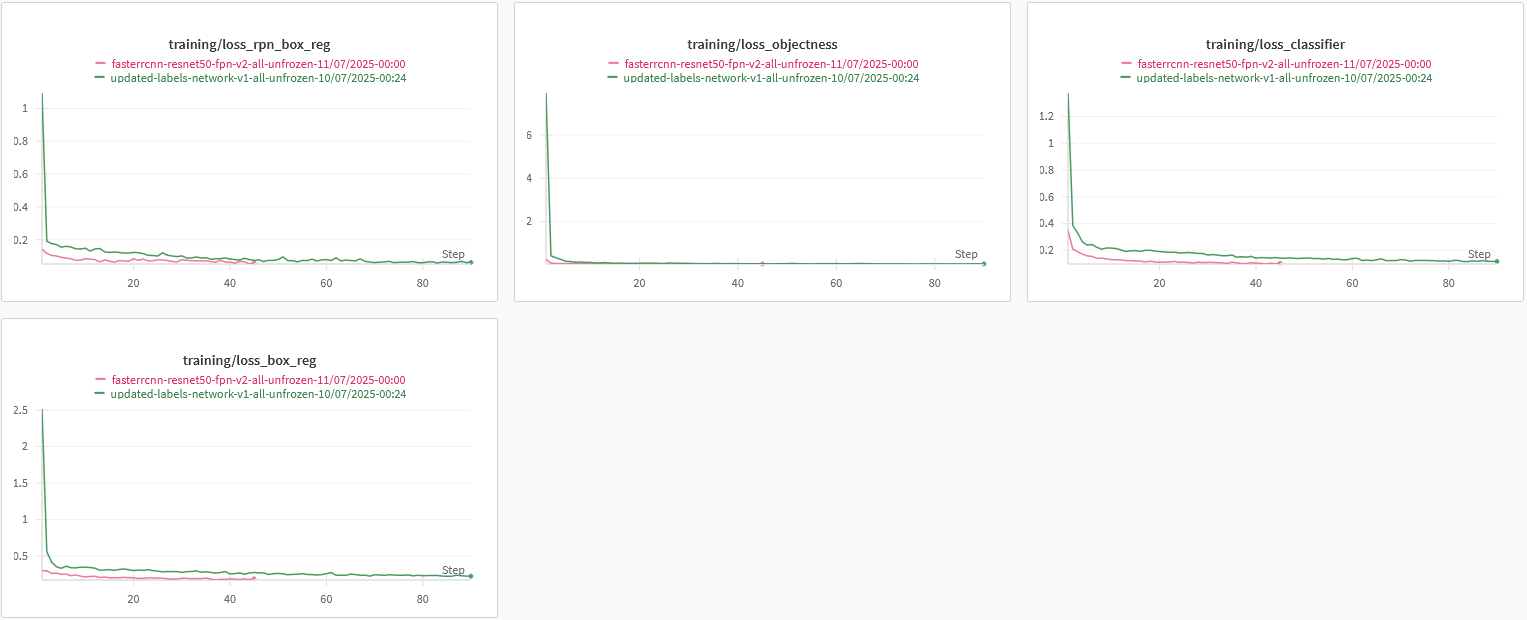 training/loss_rpn_box_reg
fasterrcnn-resnet50-fpn-v2-all-unfrozen-11/07/2025-00:00
updated-labels-network-v1-all-unfrozen-10/07/2025-00:24
1
0.8
0.6
0.4
0.2
Step
20
40
60
80
training/loss_objectness
fasterrcnn-resnet50-fpn-v2-all-unfrozen-11/07/2025-00:00
updated-labels-network-v1-all-unfrozen-10/07/2025-00:24
6
4
2
Step
20
40
60
80
training/loss_classifier
fasterrcnn-resnet50-fpn-v2-all-unfrozen-11/07/2025-00:00
updated-labels-network-v1-all-unfrozen-10/07/2025-00:24
1.2
1
0.8
0.6
0.4
0.2
Step
20
40
60
80
training/loss_box_reg
fasterrcnn-resnet50-fpn-v2-all-unfrozen-11/07/2025-00:00
updated-labels-network-v1-all-unfrozen-10/07/2025-00:24
2.5
2
1.5
1
0.5
Step
20
40
60
80